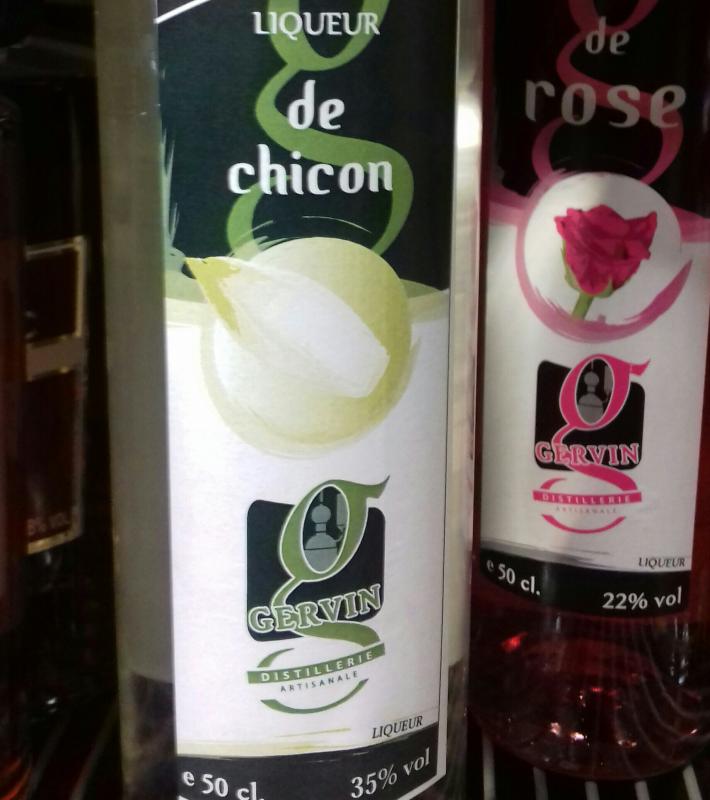 LIQUEUR
de
chicon
GERVIN
DISTILLERIE
ARTISANALE
LIQUEUR
e 50 cl.
35% vol
de
rose
GERVIN
DISTILLERIE
ARTISANALE
LIQUEUR
e 50 cl.
22% vol